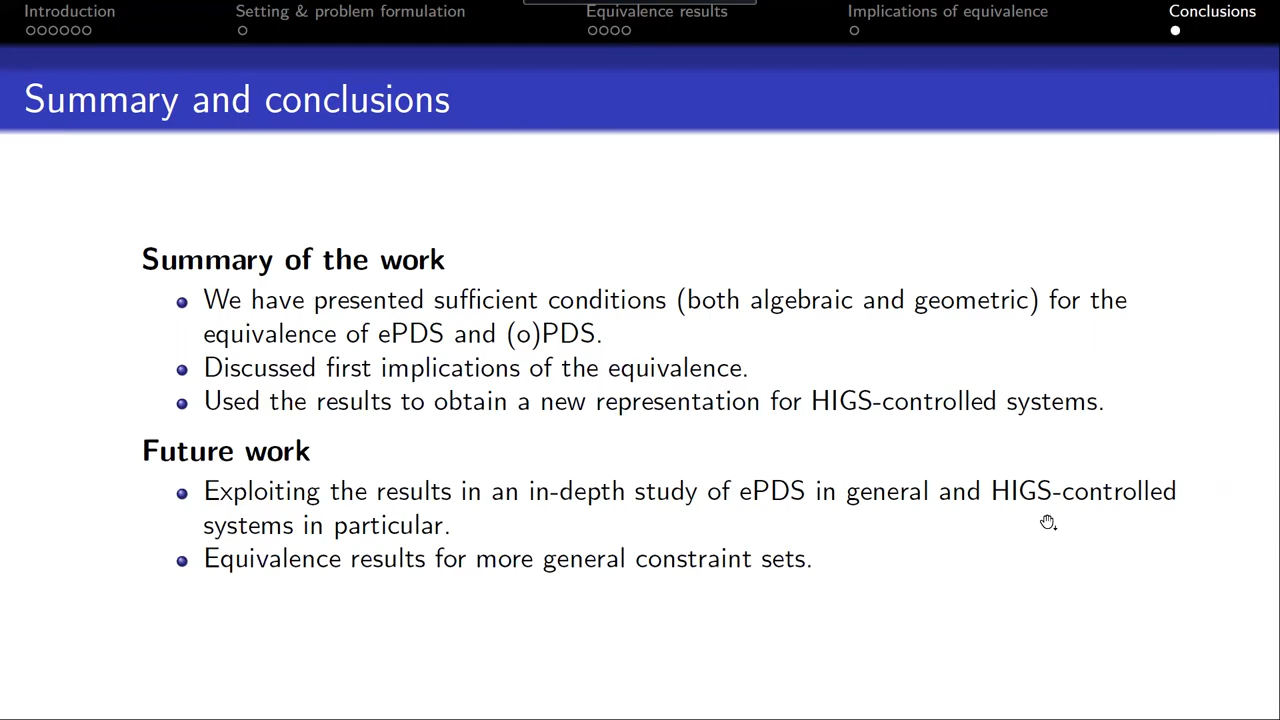 Introduction Setting & problem formulation Equivalence results Implications of equivalence Conclusions
Summary and conclusions
Summary of the work
We have presented sufficient conditions (both algebraic and geometric) for the
equivalence of ePDS and (o)PDS.
Discussed first implications of the equivalence.
Used the results to obtain a new representation for HIGS-controlled systems.
Future work
Exploiting the results in an in-depth study of ePDS in general and HIGS-controlled
systems in particular.
Equivalence results for more general constraint sets.